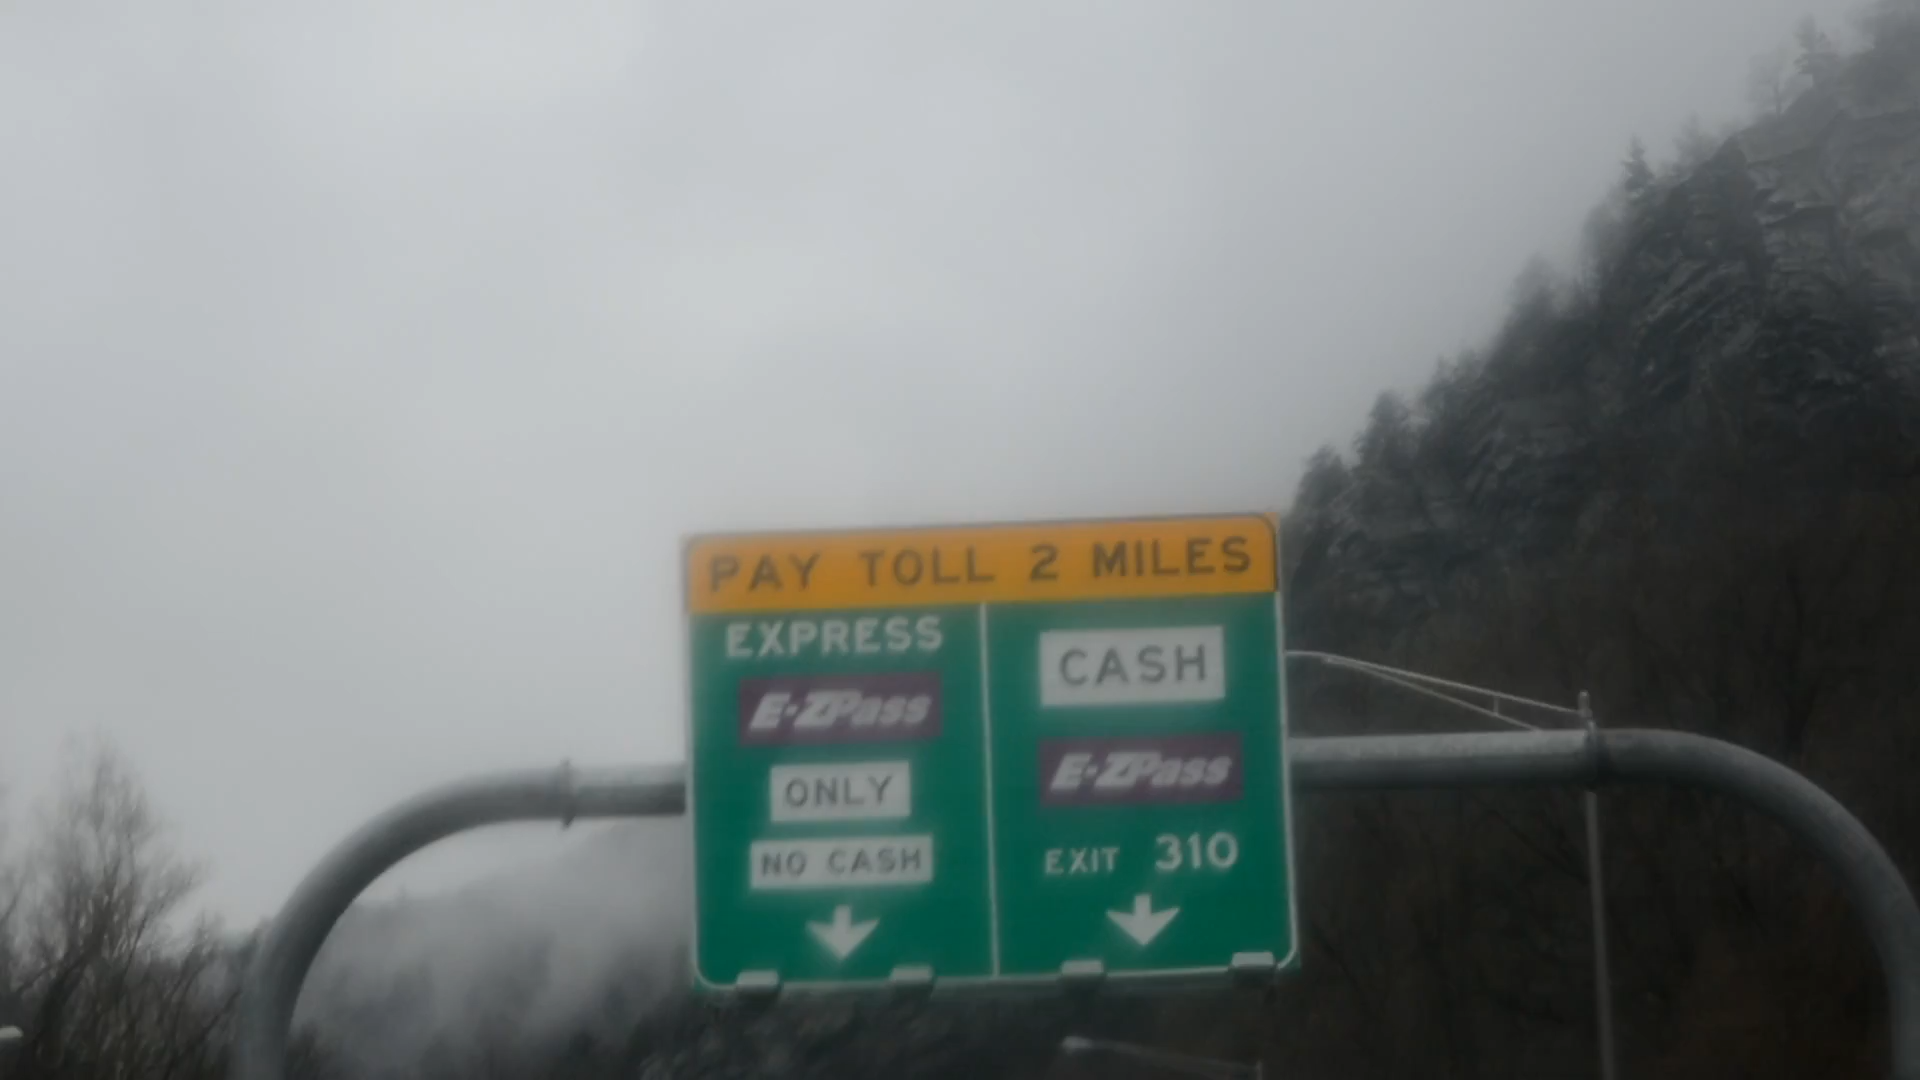 PAY TOLL 2 MILES
EXPRESS
E-ZPass
ONLY
NO CASH
CASH
E-ZPass
EXIT 310